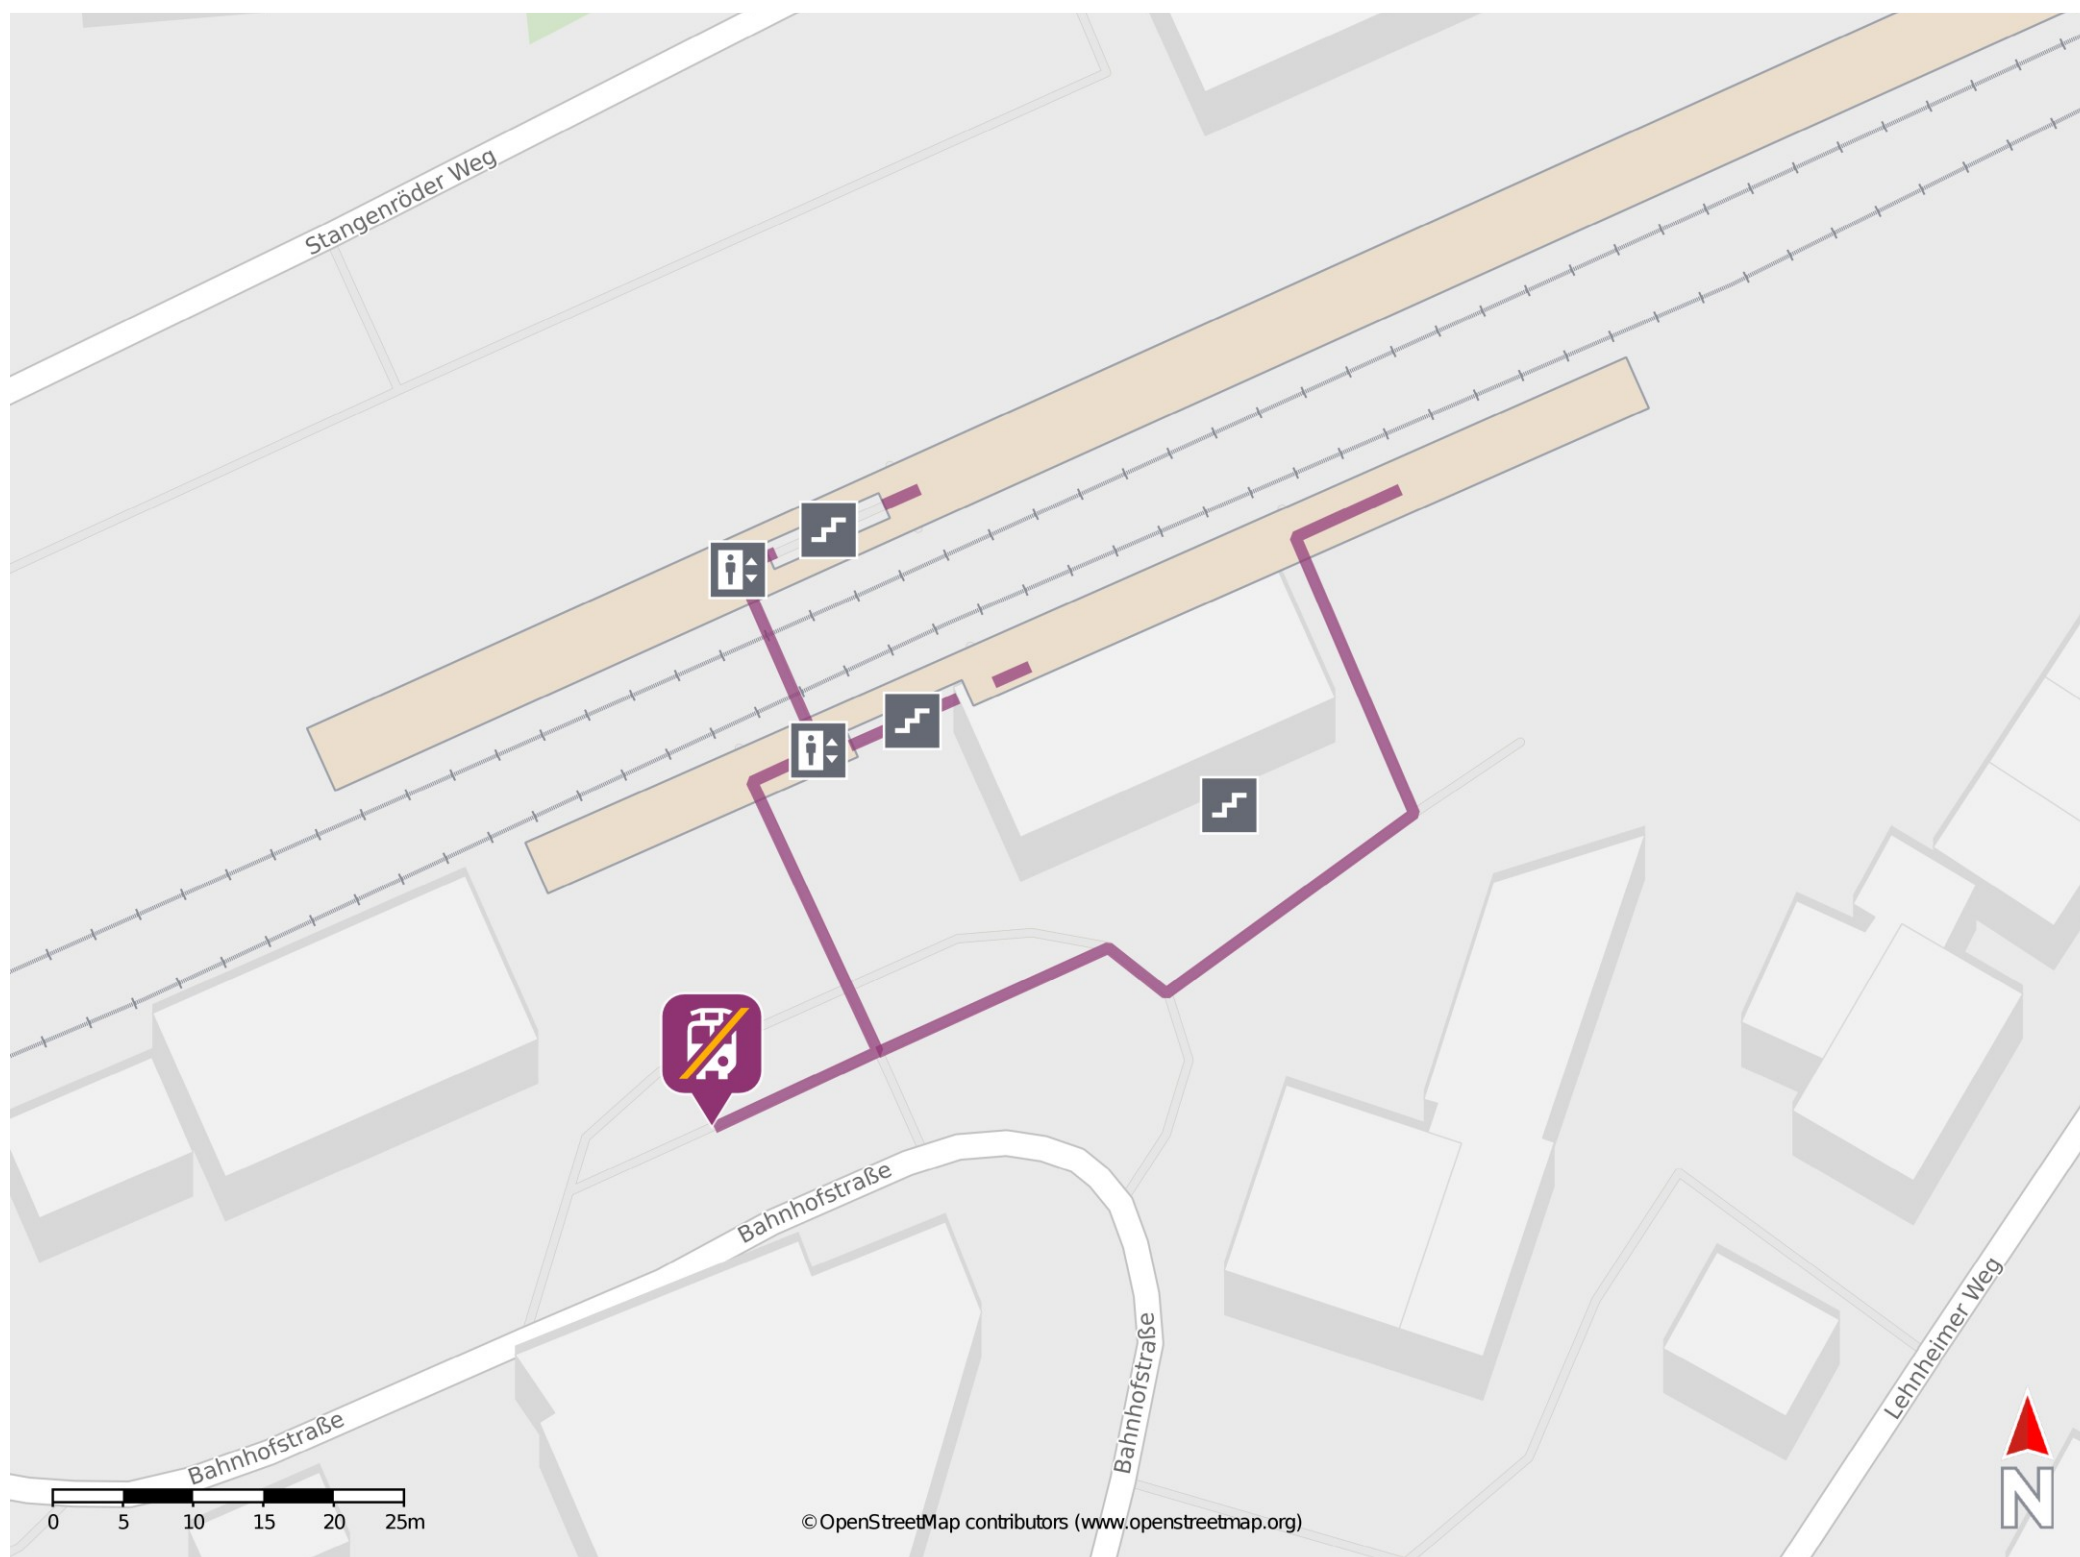 Stangenröder Weg
Bahnhofstraße
Bahnhofstraße
Lehnheimer Weg
Bahnhofstraße
N
0 5 10 15 20 25m
© OpenStreetMap contributors (www.openstreetmap.org)